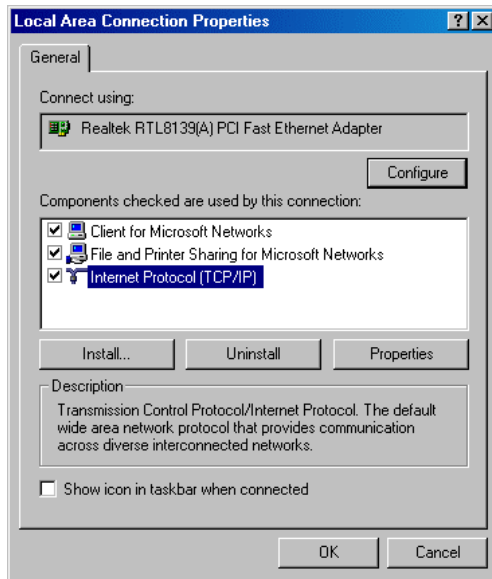 Local Area Connection Properties
General
Connect using:
Realtek RTL8139(A) PCI Fast Ethernet Adapter
Configure
Components checked are used by this connection:
Client for Microsoft Networks
File and Printer Sharing for Microsoft Networks
Internet Protocol (TCP/IP)
Install... Uninstall Properties
Description
Transmission Control Protocol/Internet Protocol. The default
wide area network protocol that provides communication
across diverse interconnected networks.
Show icon in taskbar when connected
OK Cancel